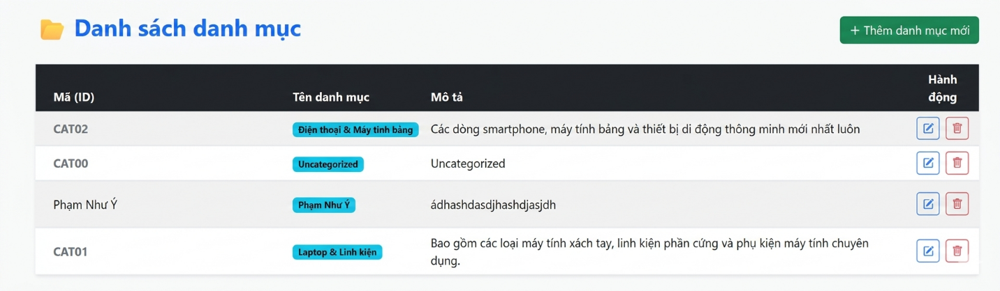 Danh sách danh mục
+ Thêm danh mục mới
Mã (ID) Tên danh mục Mô tả Hành động
CAT02 Điện thoại & Máy tính bảng Các dòng smartphone, máy tính bảng và thiết bị di động thông minh mới nhất luôn
CAT00 Uncategorized Uncategorized
Phạm Như Ý Phạm Như Ý ádhashdasdjhashdjasjdh
CAT01 Laptop & Linh kiện Bao gồm các loại máy tính xách tay, linh kiện phần cứng và phụ kiện máy tính chuyên
dụng.